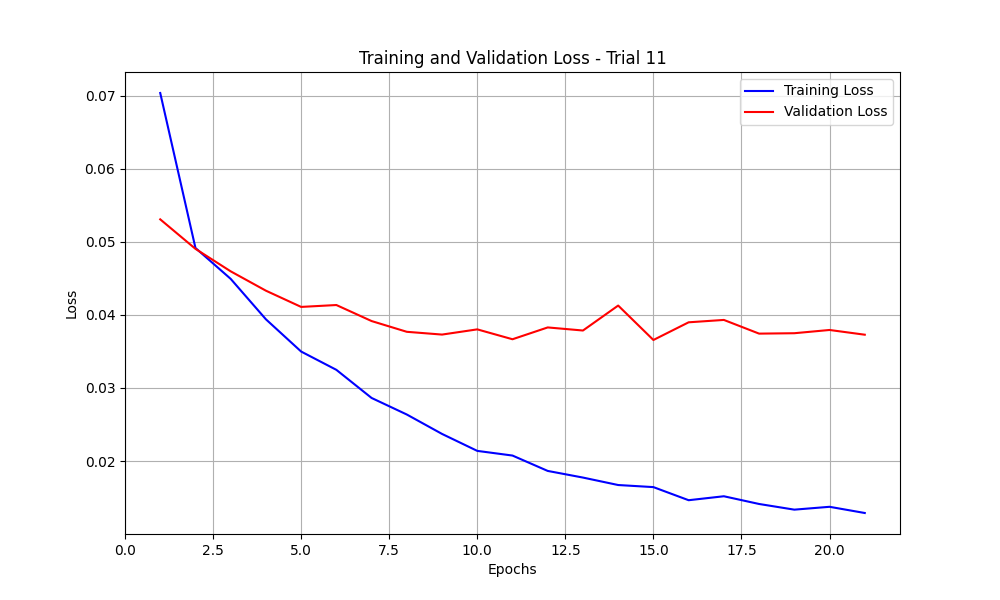 Training and Validation Loss - Trial 11
Training Loss
Validation Loss
Loss
0.07
0.06
0.05
0.04
0.03
0.02
0.0 2.5 5.0 7.5 10.0 12.5 15.0 17.5 20.0
Epochs